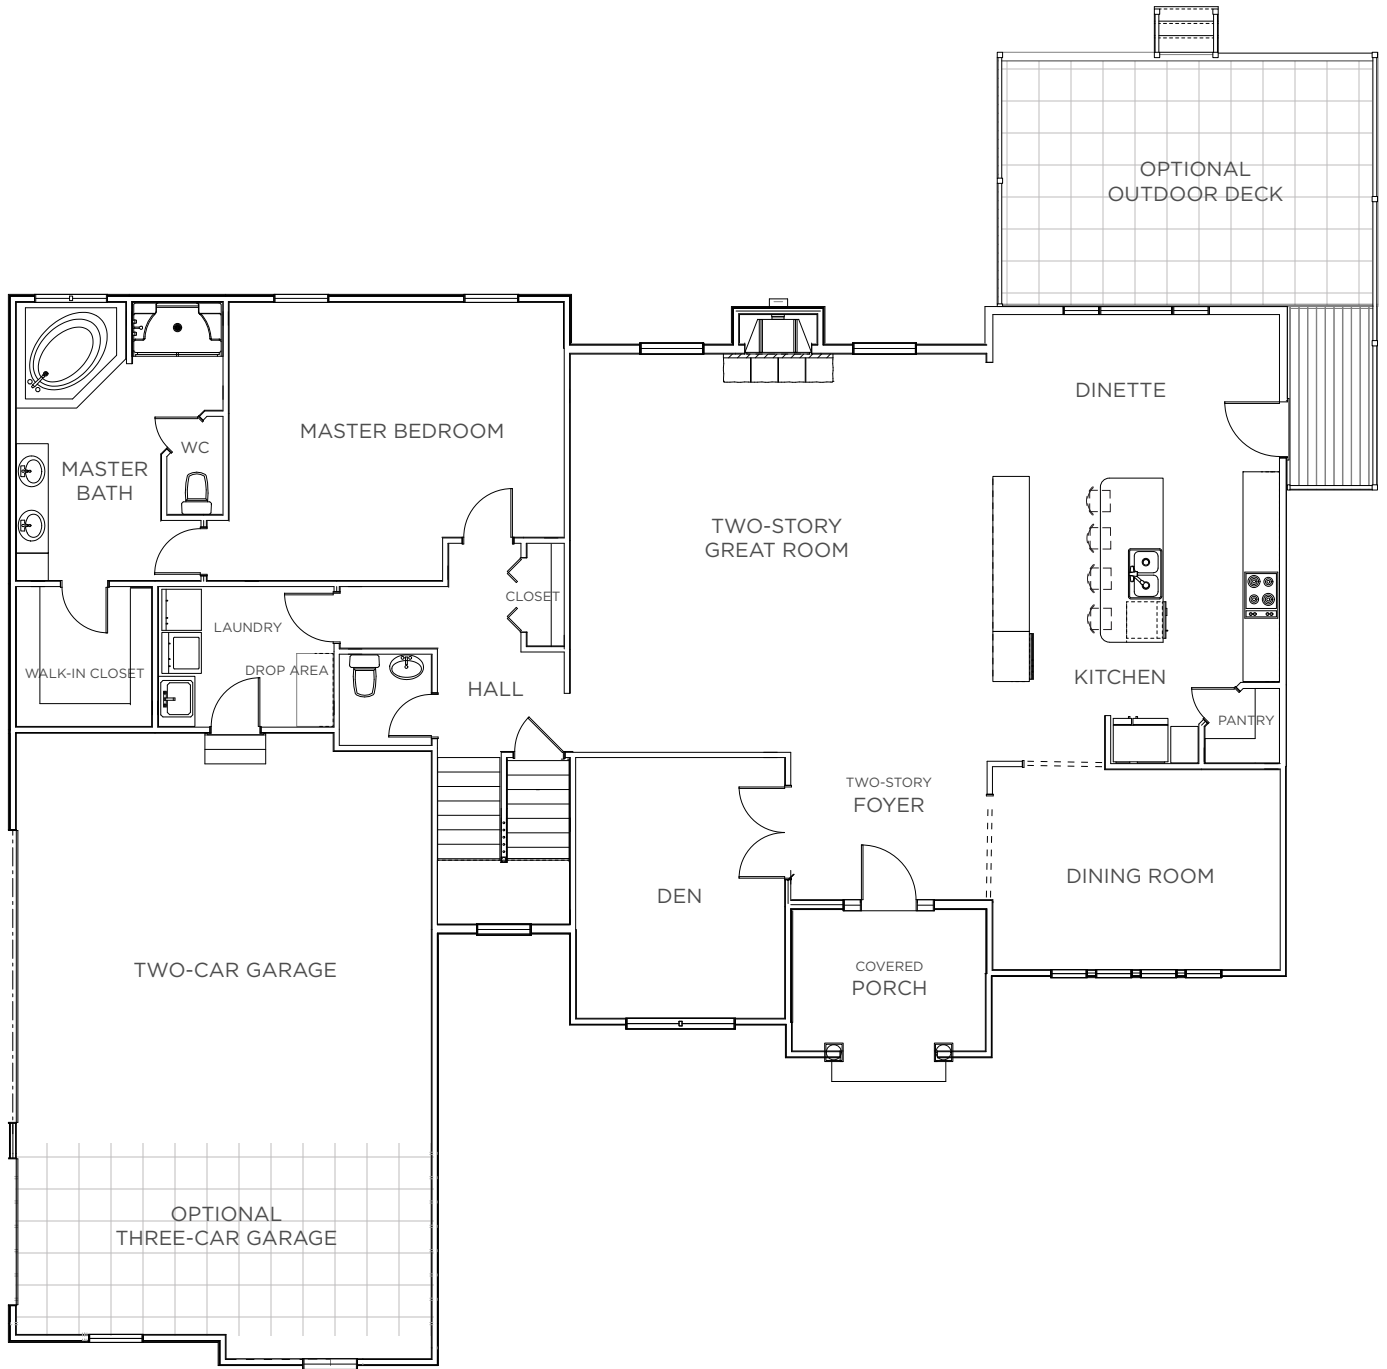 OPTIONAL
OUTDOOR DECK
DINETTE
MASTER BEDROOM
WC
MASTER
BATH
TWO-STORY
GREAT ROOM
CLOSET
LAUNDRY
DROP AREA
WALK-IN CLOSET
HALL
KITCHEN
PANTRY
TWO-STORY
FOYER
DINING ROOM
DEN
COVERED
PORCH
TWO-CAR GARAGE
OPTIONAL
THREE-CAR GARAGE